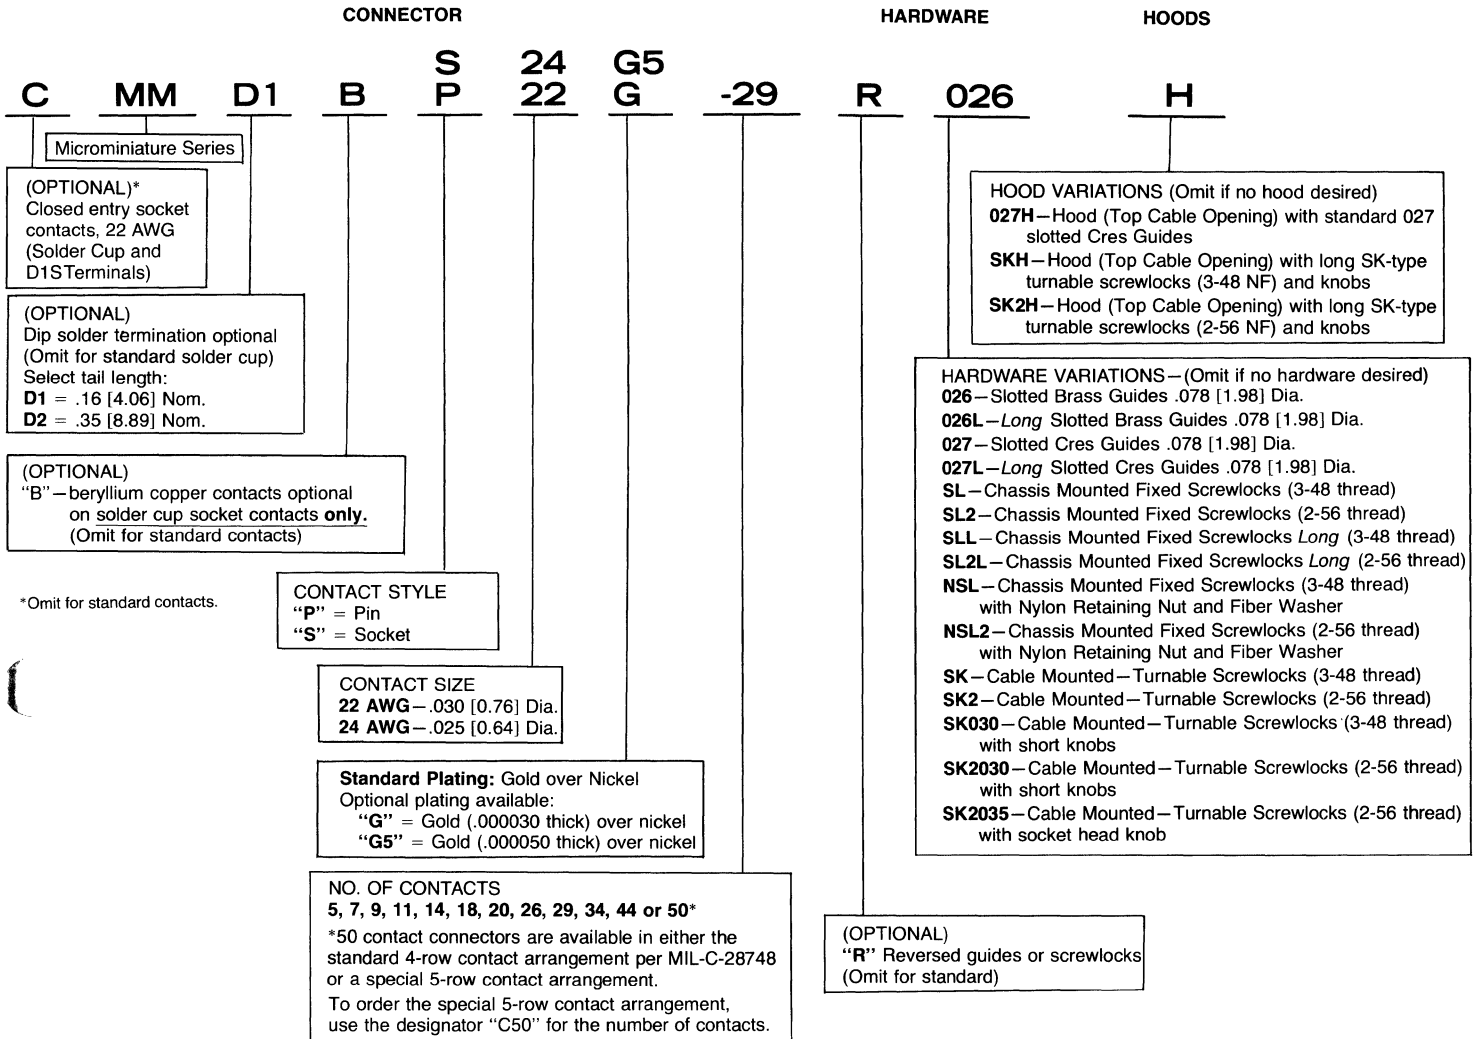 CONNECTOR
HARDWARE
HOODS
S 24 G5
C MM D1 B P 22 G -29 R 026 H
Microminiature Series
(OPTIONAL)*
Closed entry socket
contacts, 22 AWG
(Solder Cup and
D1STerminals)
(OPTIONAL)
Dip solder termination optional
(Omit for standard solder cup)
Select tail length:
D1 = .16 [4.06] Nom.
D2 = .35 [8.89] Nom.
(OPTIONAL)
"B"—beryllium copper contacts optional
on solder cup socket contacts only.
(Omit for standard contacts)
*Omit for standard contacts.
CONTACT STYLE
"P" = Pin
"S" = Socket
CONTACT SIZE
22 AWG—.030 [0.76] Dia.
24 AWG—.025 [0.64] Dia.
Standard Plating: Gold over Nickel
Optional plating available:
"G" = Gold (.000030 thick) over nickel
"G5" = Gold (.000050 thick) over nickel
NO. OF CONTACTS
5, 7, 9, 11, 14, 18, 20, 26, 29, 34, 44 or 50*
*50 contact connectors are available in either the
standard 4-row contact arrangement per MIL-C-28748
or a special 5-row contact arrangement.
To order the special 5-row contact arrangement,
use the designator "C50" for the number of contacts.
HOOD VARIATIONS (Omit if no hood desired)
027H—Hood (Top Cable Opening) with standard 027
slotted Cres Guides
SKH—Hood (Top Cable Opening) with long SK-type
turnable screwlocks (3-48 NF) and knobs
SK2H—Hood (Top Cable Opening) with long SK-type
turnable screwlocks (2-56 NF) and knobs
HARDWARE VARIATIONS—(Omit if no hardware desired)
026—Slotted Brass Guides .078 [1.98] Dia.
026L—Long Slotted Brass Guides .078 [1.98] Dia.
027—Slotted Cres Guides .078 [1.98] Dia.
027L—Long Slotted Cres Guides .078 [1.98] Dia.
SL—Chassis Mounted Fixed Screwlocks (3-48 thread)
SL2—Chassis Mounted Fixed Screwlocks (2-56 thread)
SLL—Chassis Mounted Fixed Screwlocks Long (3-48 thread)
SL2L—Chassis Mounted Fixed Screwlocks Long (2-56 thread)
NSL—Chassis Mounted Fixed Screwlocks (3-48 thread)
with Nylon Retaining Nut and Fiber Washer
NSL2—Chassis Mounted Fixed Screwlocks (2-56 thread)
with Nylon Retaining Nut and Fiber Washer
SK—Cable Mounted—Turnable Screwlocks (3-48 thread)
SK2—Cable Mounted—Turnable Screwlocks (2-56 thread)
SK030—Cable Mounted—Turnable Screwlocks (3-48 thread)
with short knobs
SK2030—Cable Mounted—Turnable Screwlocks (2-56 thread)
with short knobs
SK2035—Cable Mounted—Turnable Screwlocks (2-56 thread)
with socket head knob
(OPTIONAL)
"R" Reversed guides or screwlocks
(Omit for standard)